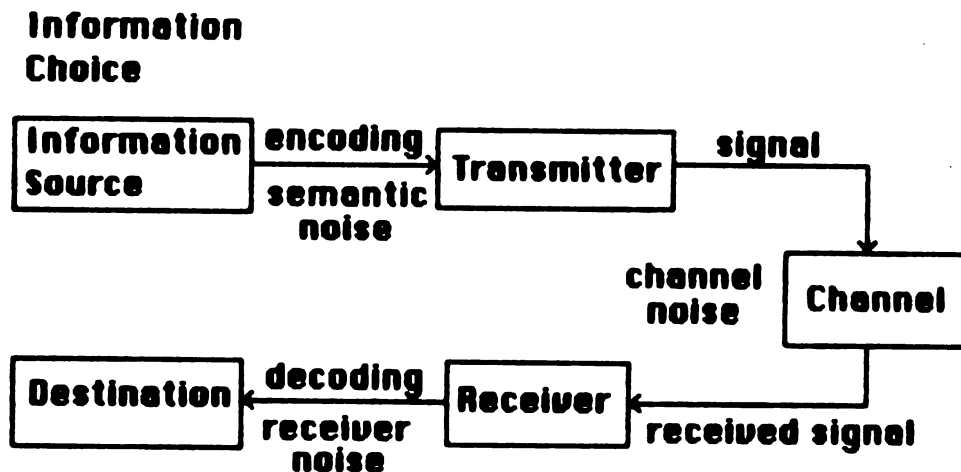 Information
Choice
Information
Source
encoding
semantic
noise
Transmitter
signal
channel
noise
Channel
Receiver
received signal
decoding
receiver
noise
Destination